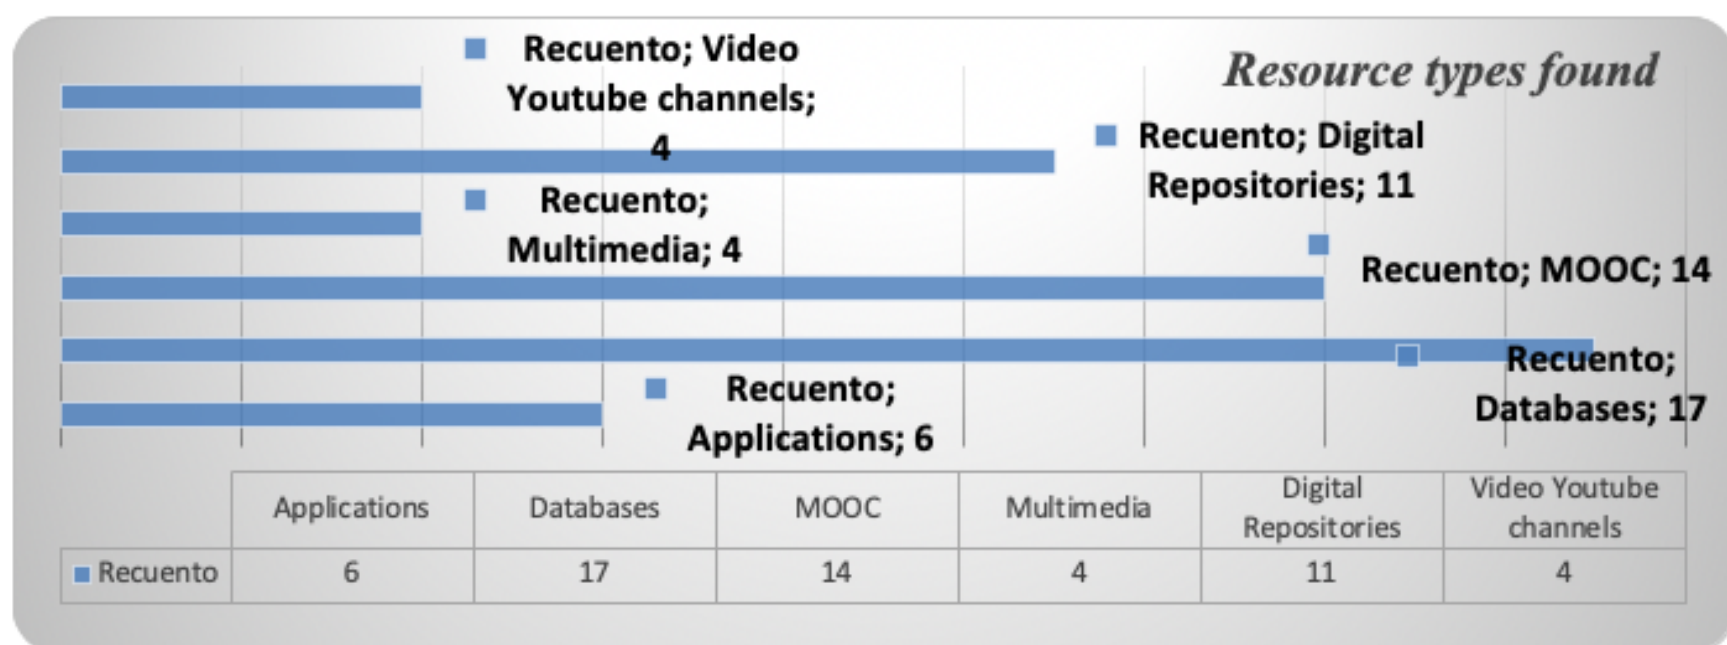 Resource types found
Recuento; Video
Youtube channels;
4
Recuento; Digital
Repositories; 11
Recuento;
Multimedia; 4
Recuento; MOOC; 14
Recuento;
Databases; 17
Recuento;
Applications; 6
Applications Databases MOOC Multimedia Digital Repositories Video Youtube channels
Recuento 6 17 14 4 11 4